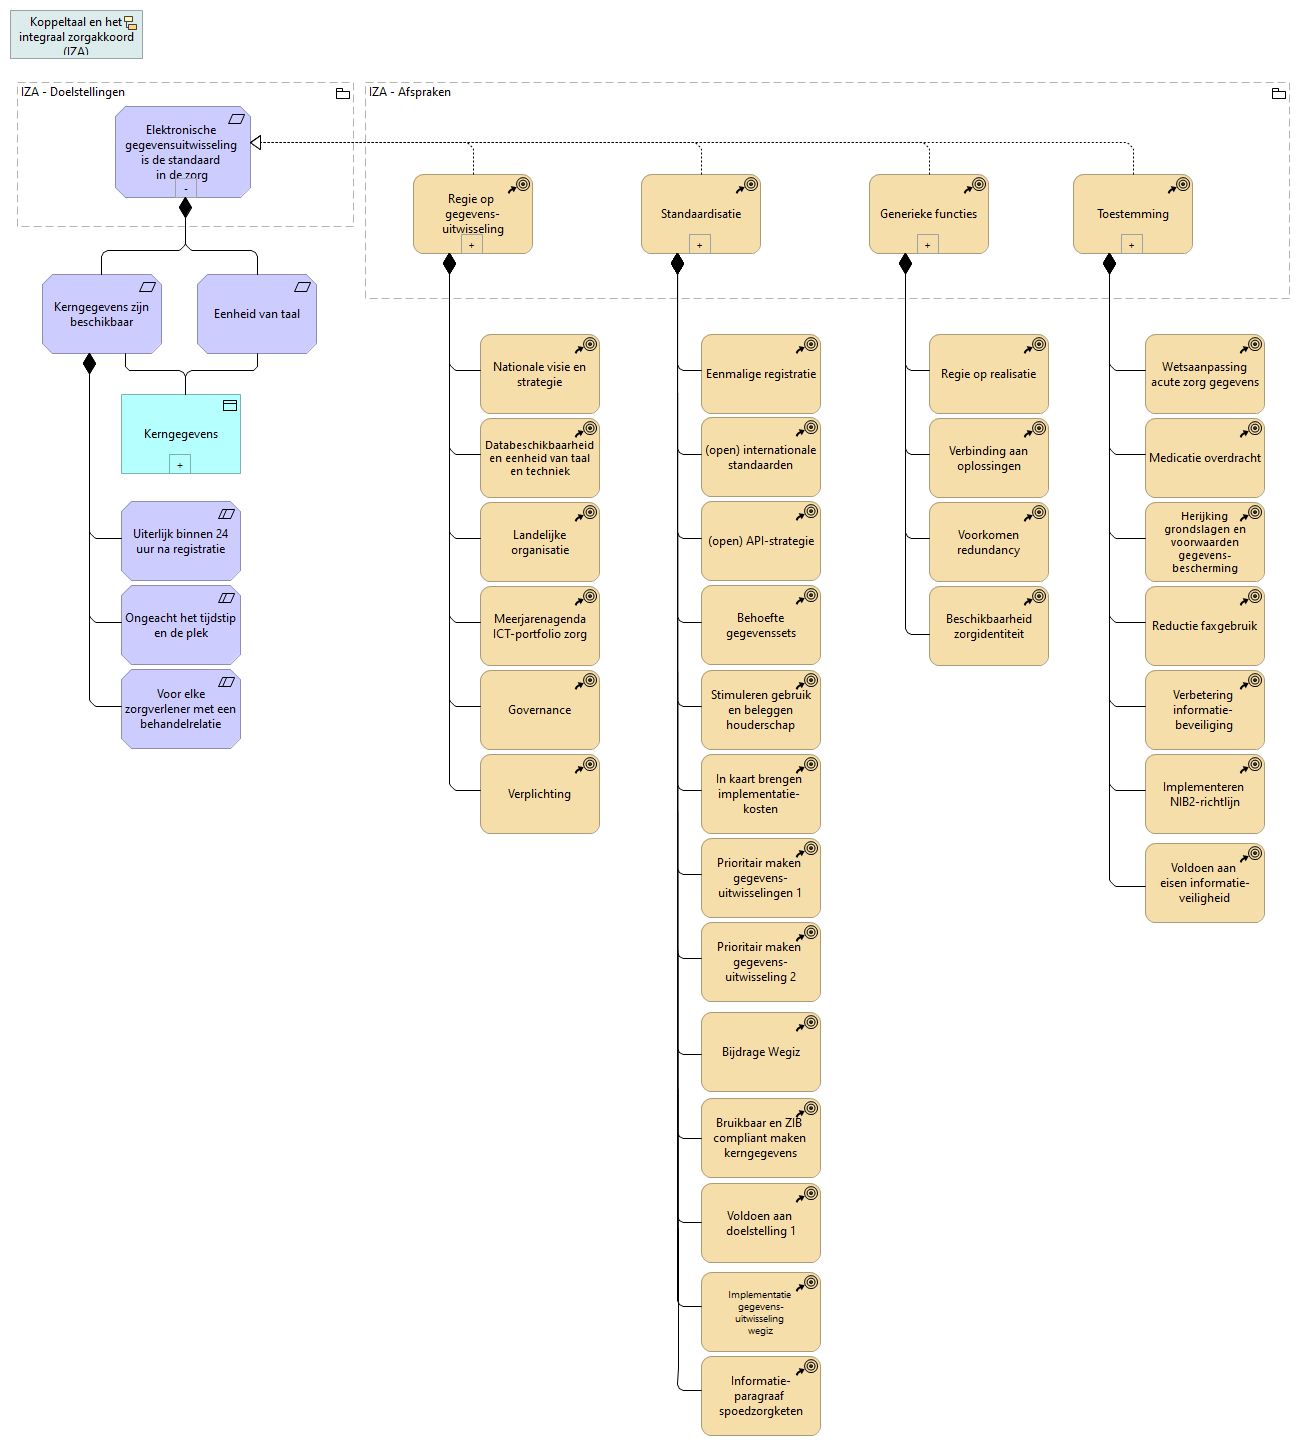 Koppeltaal en het
integraal zorgakkoord
(IZA)
IZA - Doelstellingen
Elektronische
gegevensuitwisseling
is de standaard
in de zorg
-
Kerngegevens zijn
beschikbaar
Eenheid van taal
Kerngegevens
+
Uiterlijk binnen 24
uur na registratie
Ongeacht het tijdstip
en de plek
Voor elke
zorgverlener met een
behandelrelatie
IZA - Afspraken
Regie op
gegevens-
uitwisseling
+
Standaardisatie
+
Generieke functies
+
Toestemming
+
Nationale visie en
strategie
Databeschikbaarheid
en eenheid van taal
en techniek
Landelijke
organisatie
Meerjarenagenda
ICT-portfolio zorg
Governance
Verplichting
Eenmalige registratie
(open) internationale
standaarden
(open) API-strategie
Behoefte
gegevenssets
Stimuleren gebruik
en beleggen
houderschap
In kaart brengen
implementatie-
kosten
Prioritair maken
gegevens-
uitwisselingen 1
Prioritair maken
gegevens-
uitwisseling 2
Bijdrage Wegiz
Bruikbaar en ZIB
compliant maken
kerngegevens
Voldoen aan
doelstelling 1
Implementatie
gegevens-
uitwisseling
wegiz
Informatie-
paragraaf
spoedzorgketen
Regie op realisatie
Verbinding aan
oplossingen
Voorkomen
redundancy
Beschikbaarheid
zorgidentiteit
Wetsaanpassing
acute zorg gegevens
Medicatie overdracht
Herijking
grondslagen en
voorwaarden
gegevens-
bescherming
Reductie faxgebruik
Verbetering
informatie-
beveiliging
Implementeren
NIB2-richtlijn
Voldoen aan
eisen informatie-
veiligheid